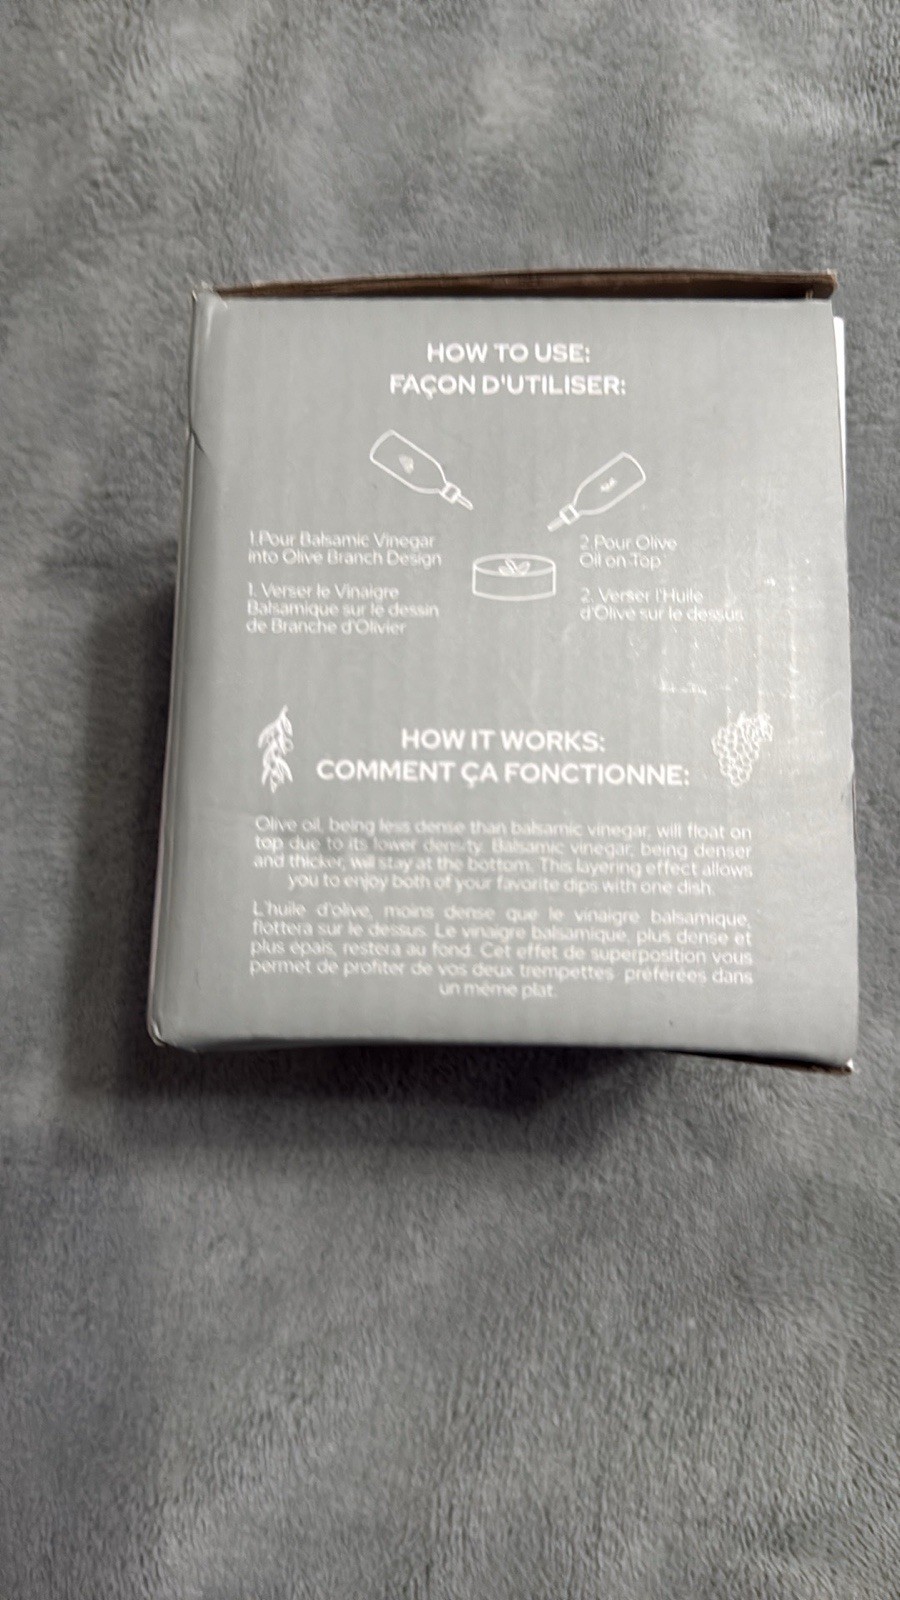 HOW TO USE:
FAÇON D'UTILISER:
1.Pour Balsamic Vinegar
into Olive Branch Design
1. Verser le Vinaigre
Balsamique sur le dessin
de Branche d'Olivier
2.Pour Olive
Oil on Top
2. Verser l'Huile
d'Olive sur le dessus
HOW IT WORKS:
COMMENT ÇA FONCTIONNE:
Olive oil, being less dense than balsamic vinegar, will float on
top due to its lower density. Balsamic vinegar, being denser
and thicker, will stay at the bottom. This layering effect allows
you to enjoy both of your favorite dips with one dish.
L'huile d'olive, moins dense que le vinaigre balsamique,
flottera sur le dessus. Le vinaigre balsamique, plus dense et
plus épais, restera au fond. Cet effet de superposition vous
permet de profiter de vos deux trempettes préférées dans
un même plat.